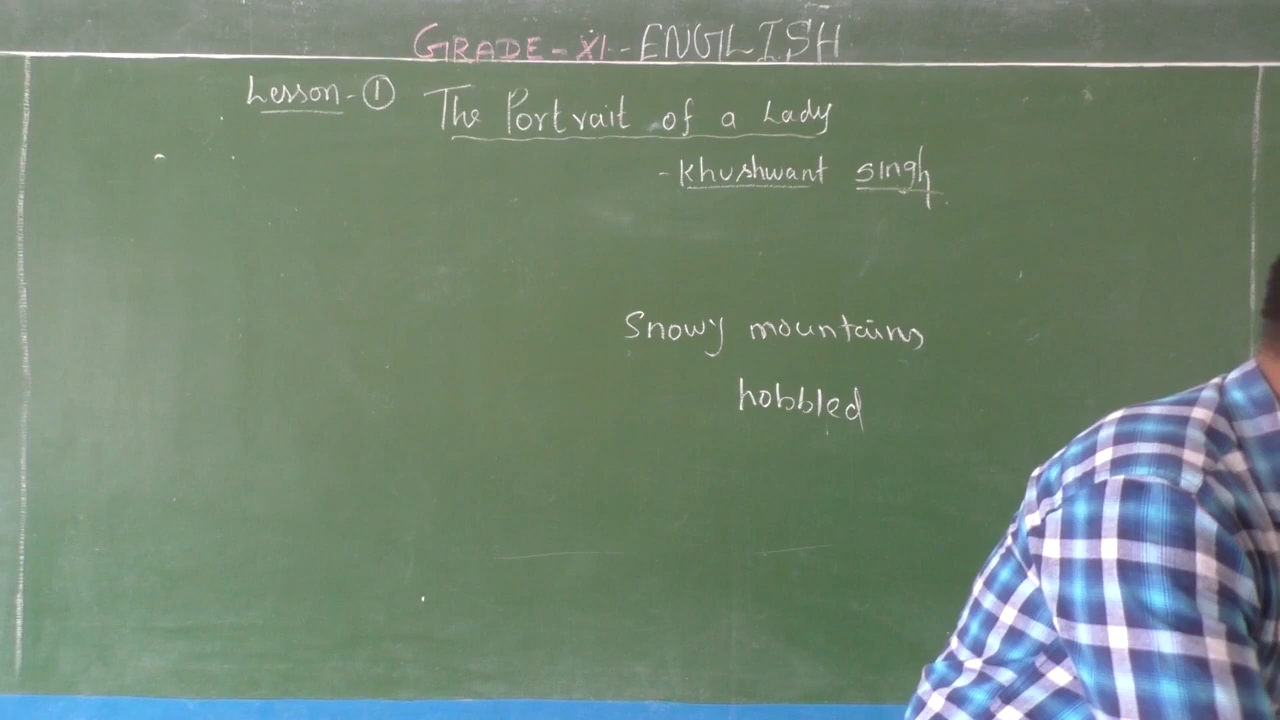 GRADE-XI-ENGLISH
Lesson-① The Portrait of a Lady
-Khushwant Singh
Snowy mountains
hobbled